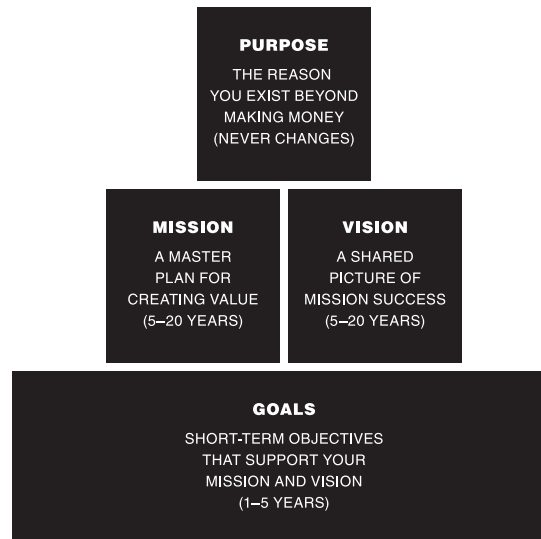 PURPOSE
THE REASON
YOU EXIST BEYOND
MAKING MONEY
(NEVER CHANGES)
MISSION
A MASTER
PLAN FOR
CREATING VALUE
(5–20 YEARS)
VISION
A SHARED
PICTURE OF
MISSION SUCCESS
(5–20 YEARS)
GOALS
SHORT-TERM OBJECTIVES
THAT SUPPORT YOUR
MISSION AND VISION
(1–5 YEARS)